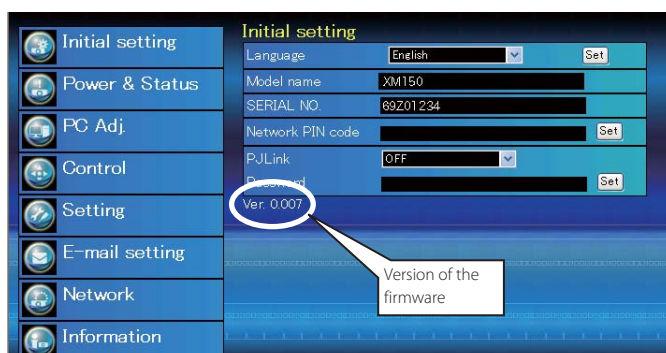 Initial setting
Power & Status
PC Adj.
Control
Setting
E-mail setting
Network
Information
Initial setting
Language English Set
Model name XM150
SERIAL NO. 69Z01234
Network PIN code Set
PJLink OFF
Password Set
Ver. 0.007
Version of the
firmware